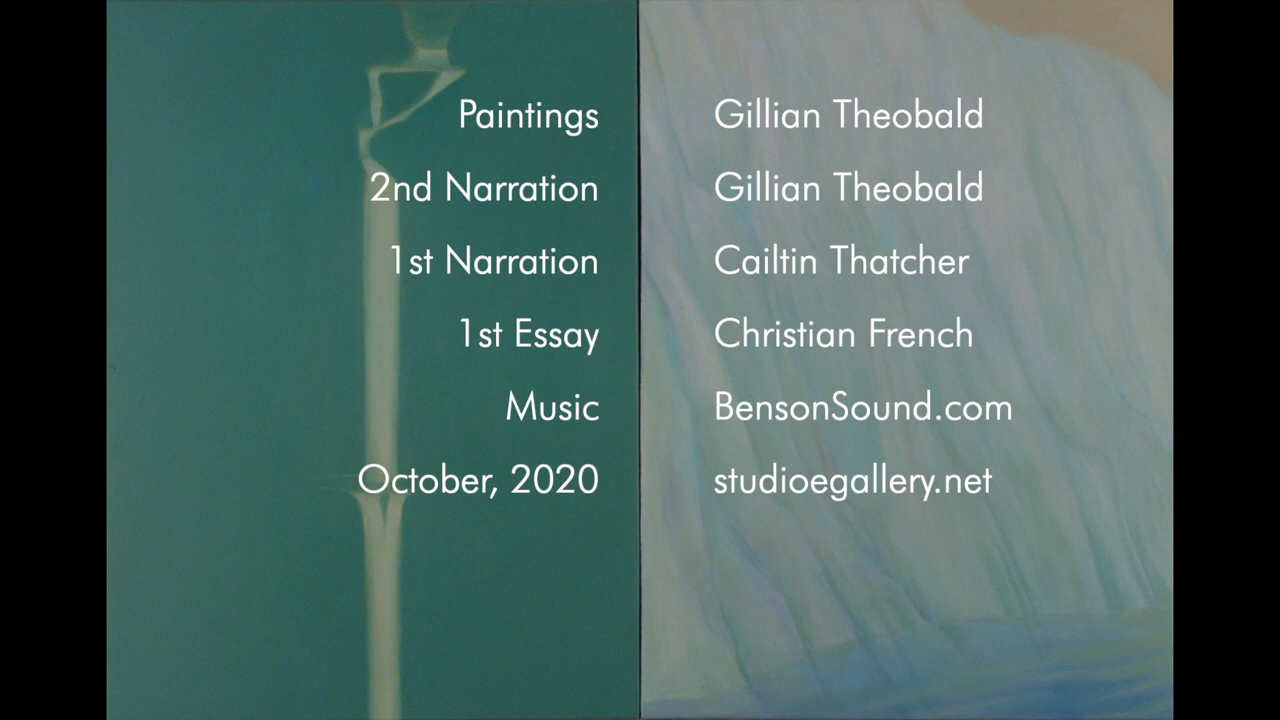 Paintings Gillian Theobald
2nd Narration Gillian Theobald
1st Narration Cailtin Thatcher
1st Essay Christian French
Music BensonSound.com
October, 2020 studioegallery.net